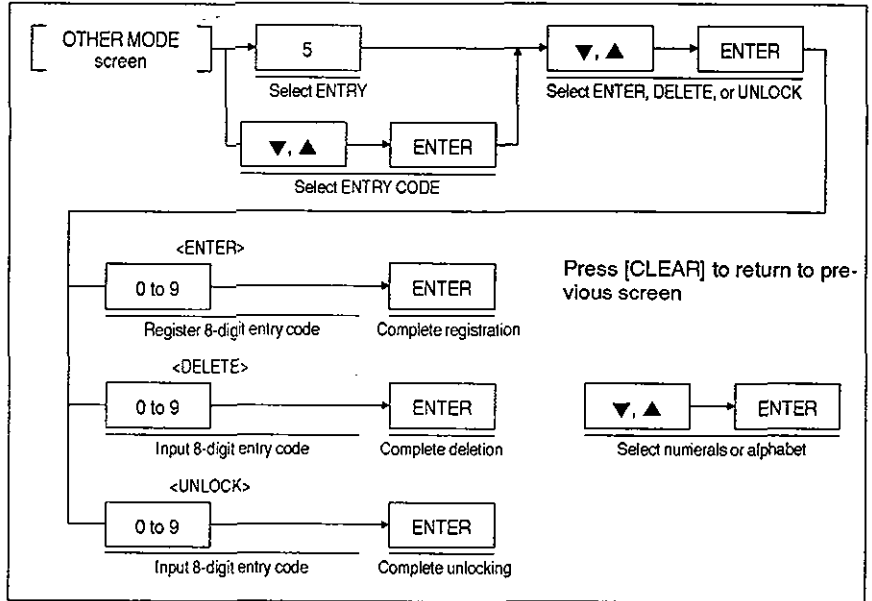 OTHER MODE
screen
5
Select ENTRY
▼, ▲
ENTER
Select ENTER, DELETE, or UNLOCK
▼, ▲
ENTER
Select ENTRY CODE
<ENTER>
0 to 9
ENTER
Register 8-digit entry code
Complete registration
Press [CLEAR] to return to pre-
vious screen
<DELETE>
0 to 9
ENTER
Input 8-digit entry code
Complete deletion
▼, ▲
ENTER
Select numerals or alphabet
<UNLOCK>
0 to 9
ENTER
Input 8-digit entry code
Complete unlocking